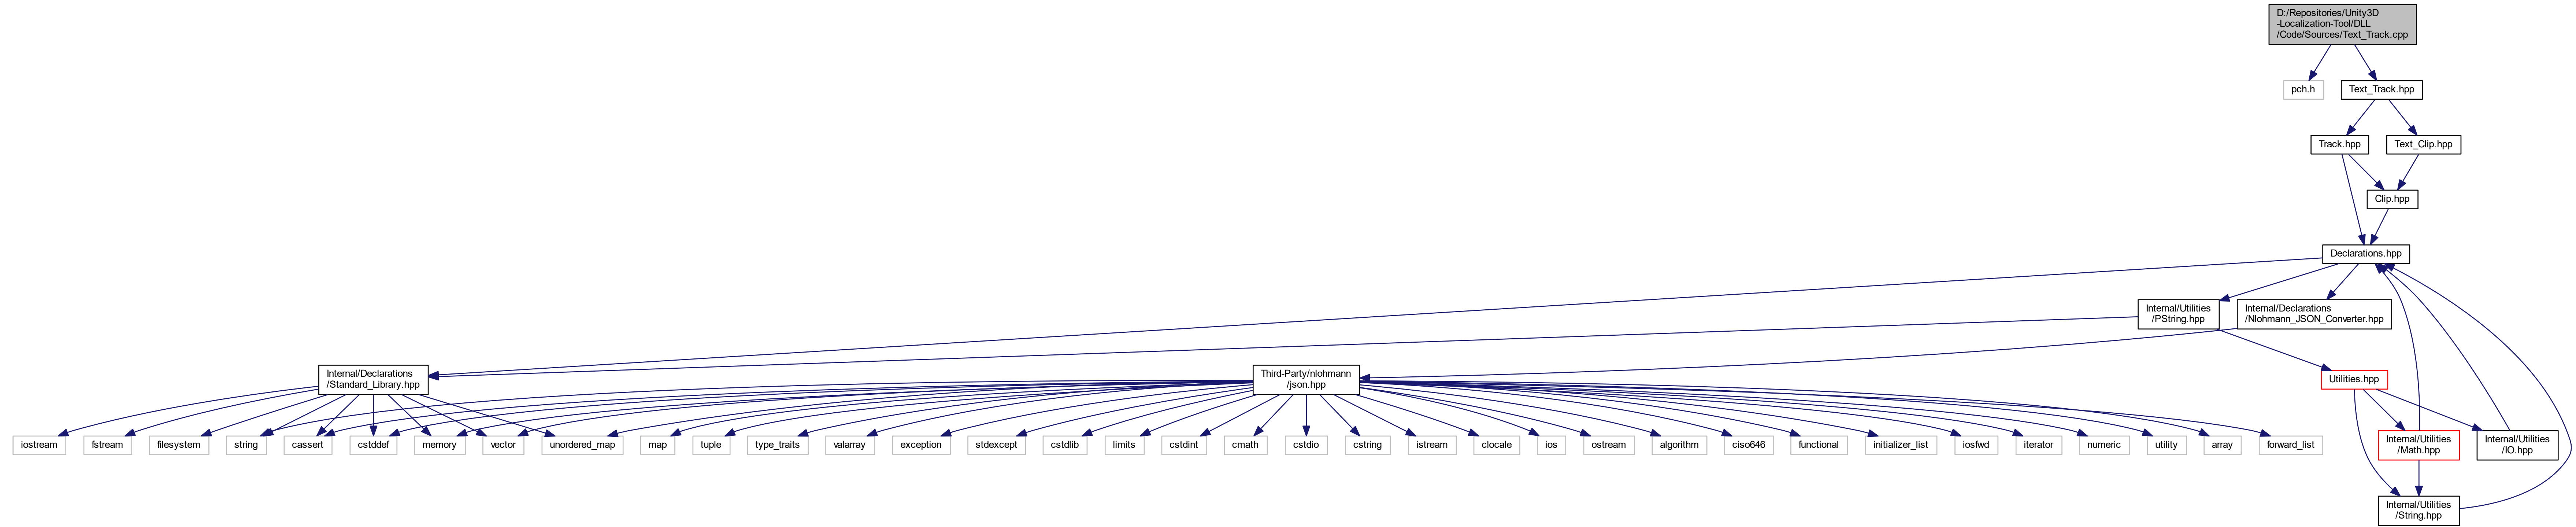 D:/Repositories/Unity3D
-Localization-Tool/DLL
/Code/Sources/Text_Track.cpp
pch.h
Text_Track.hpp
Track.hpp
Text_Clip.hpp
Clip.hpp
Declarations.hpp
Internal/Utilities
/PString.hpp
Internal/Declarations
/Nlohmann_JSON_Converter.hpp
Internal/Declarations
/Standard_Library.hpp
Third-Party/nlohmann
/json.hpp
Utilities.hpp
iostream
fstream
filesystem
string
cassert
cstddef
memory
vector
unordered_map
map
tuple
type_traits
valarray
exception
stdexcept
cstdlib
limits
cstdint
cmath
cstdio
cstring
istream
clocale
ios
ostream
algorithm
ciso646
functional
initializer_list
iosfwd
iterator
numeric
utility
array
forward_list
Internal/Utilities
/Math.hpp
Internal/Utilities
/IO.hpp
Internal/Utilities
/String.hpp